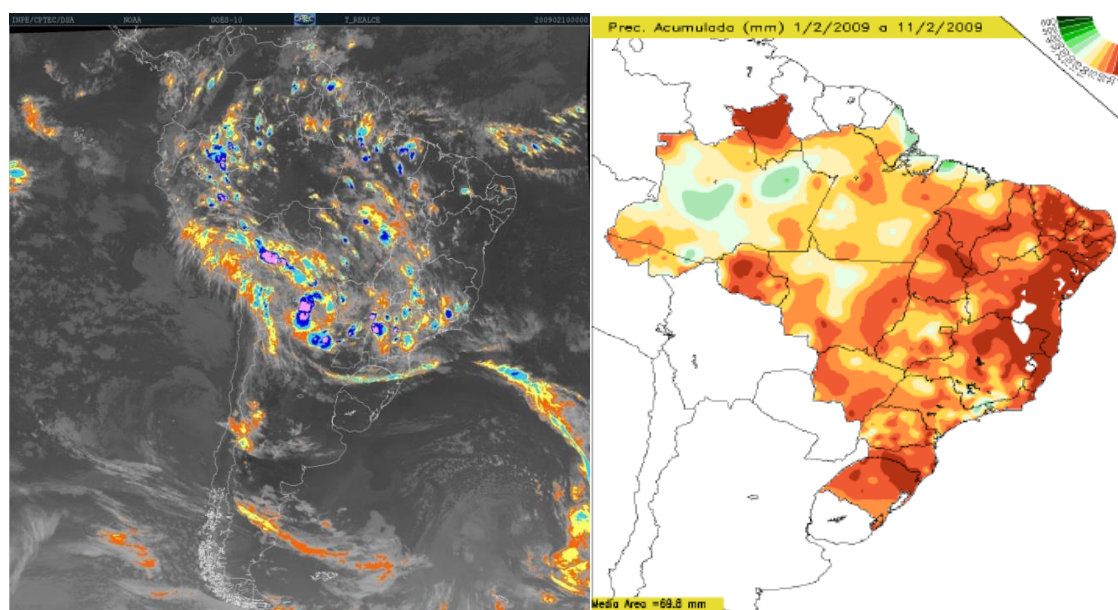 INPE/CPTEC/DSA NOAA GOES-10 CPTEC T_REALCE 200902100000
Prec. Acumulada (mm) 1/2/2009 a 11/2/2009
Media Area =69.8 mm